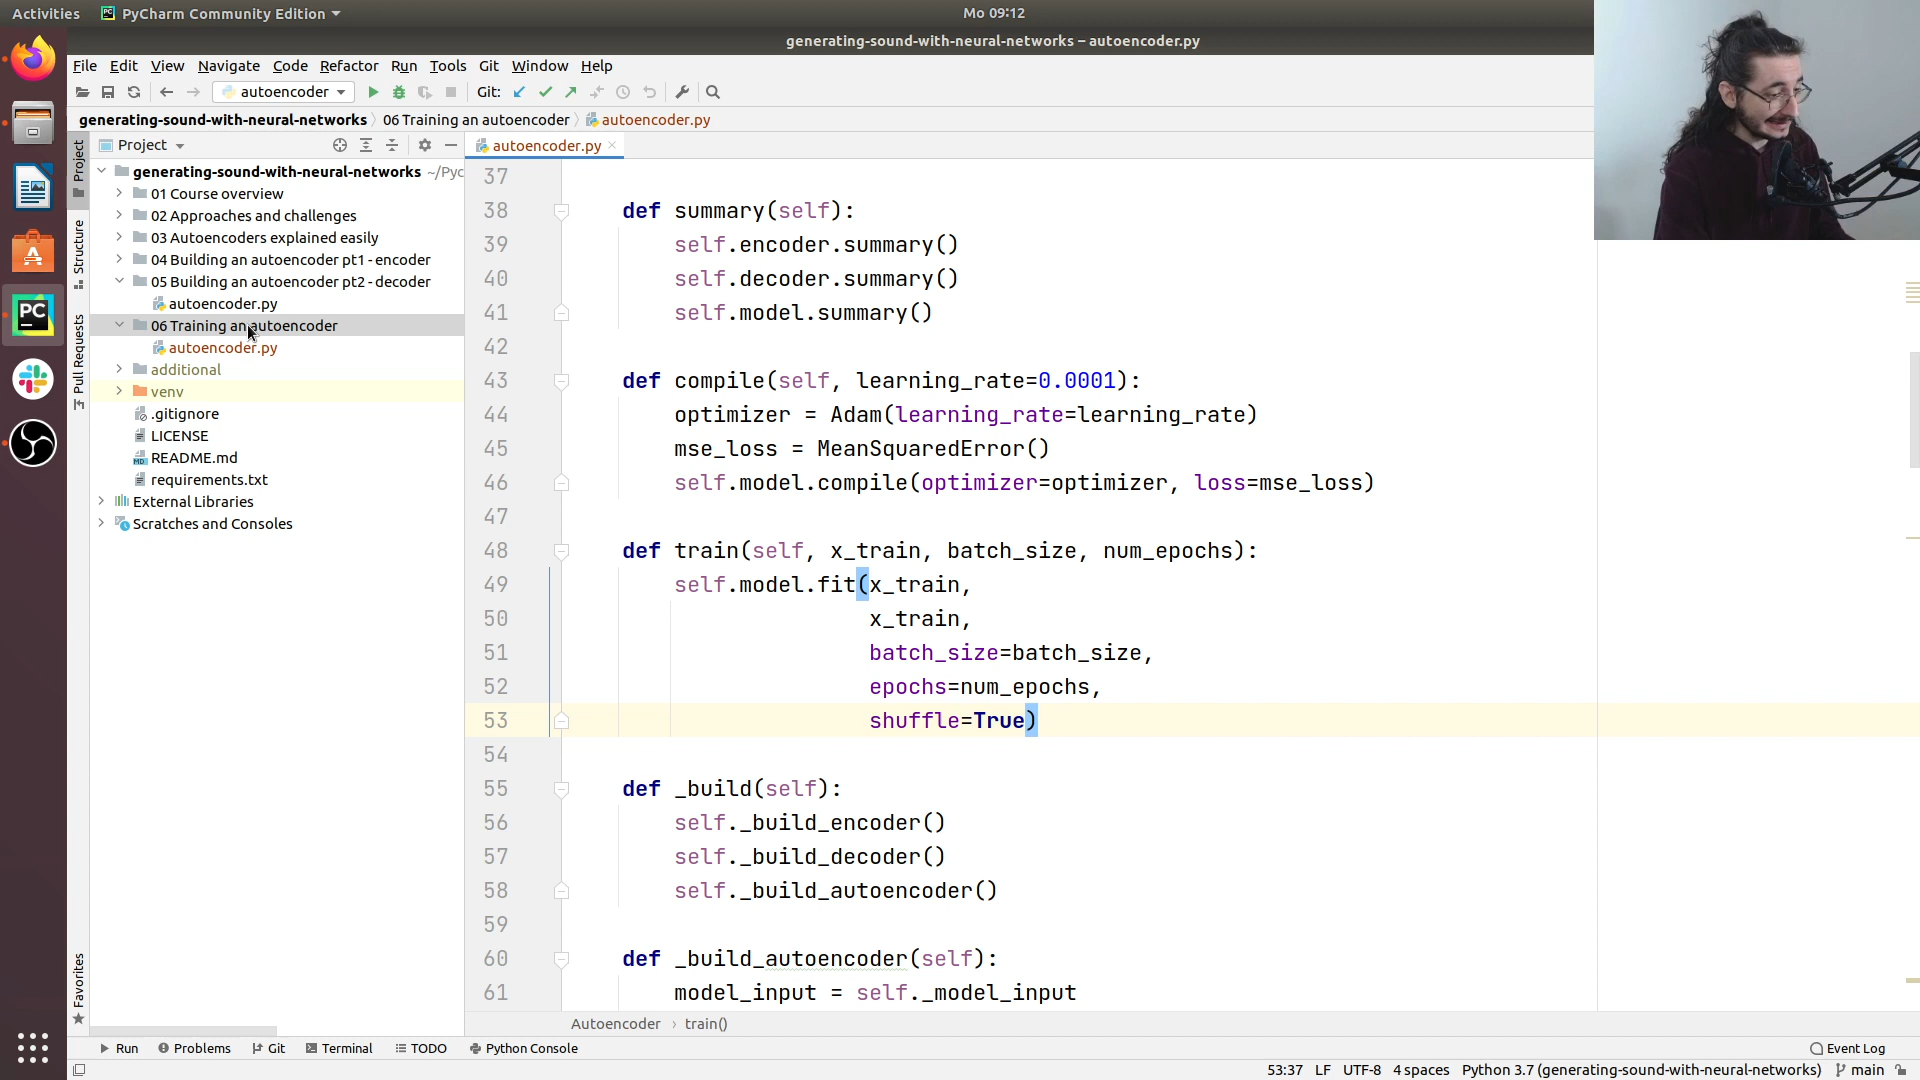 Activities
PyCharm Community Edition
Mo 09:12
generating-sound-with-neural-networks – autoencoder.py
File Edit View Navigate Code Refactor Run Tools Git Window Help
autoencoder
Git:
generating-sound-with-neural-networks 06 Training an autoencoder autoencoder.py
Project
autoencoder.py
Project
Structure
Pull Requests
Favorites
generating-sound-with-neural-networks ~/Pyc
01 Course overview
02 Approaches and challenges
03 Autoencoders explained easily
04 Building an autoencoder pt1 - encoder
05 Building an autoencoder pt2 - decoder
autoencoder.py
06 Training an autoencoder
autoencoder.py
additional
venv
.gitignore
LICENSE
README.md
requirements.txt
External Libraries
Scratches and Consoles
37
38 def summary(self):
39 self.encoder.summary()
40 self.decoder.summary()
41 self.model.summary()
42
43 def compile(self, learning_rate=0.0001):
44 optimizer = Adam(learning_rate=learning_rate)
45 mse_loss = MeanSquaredError()
46 self.model.compile(optimizer=optimizer, loss=mse_loss)
47
48 def train(self, x_train, batch_size, num_epochs):
49 self.model.fit(x_train,
50 x_train,
51 batch_size=batch_size,
52 epochs=num_epochs,
53 shuffle=True)
54
55 def _build(self):
56 self._build_encoder()
57 self._build_decoder()
58 self._build_autoencoder()
59
60 def _build_autoencoder(self):
61 model_input = self._model_input
Autoencoder › train()
Run Problems Git Terminal TODO Python Console
Event Log
53:37 LF UTF-8 4 spaces Python 3.7 (generating-sound-with-neural-networks) main